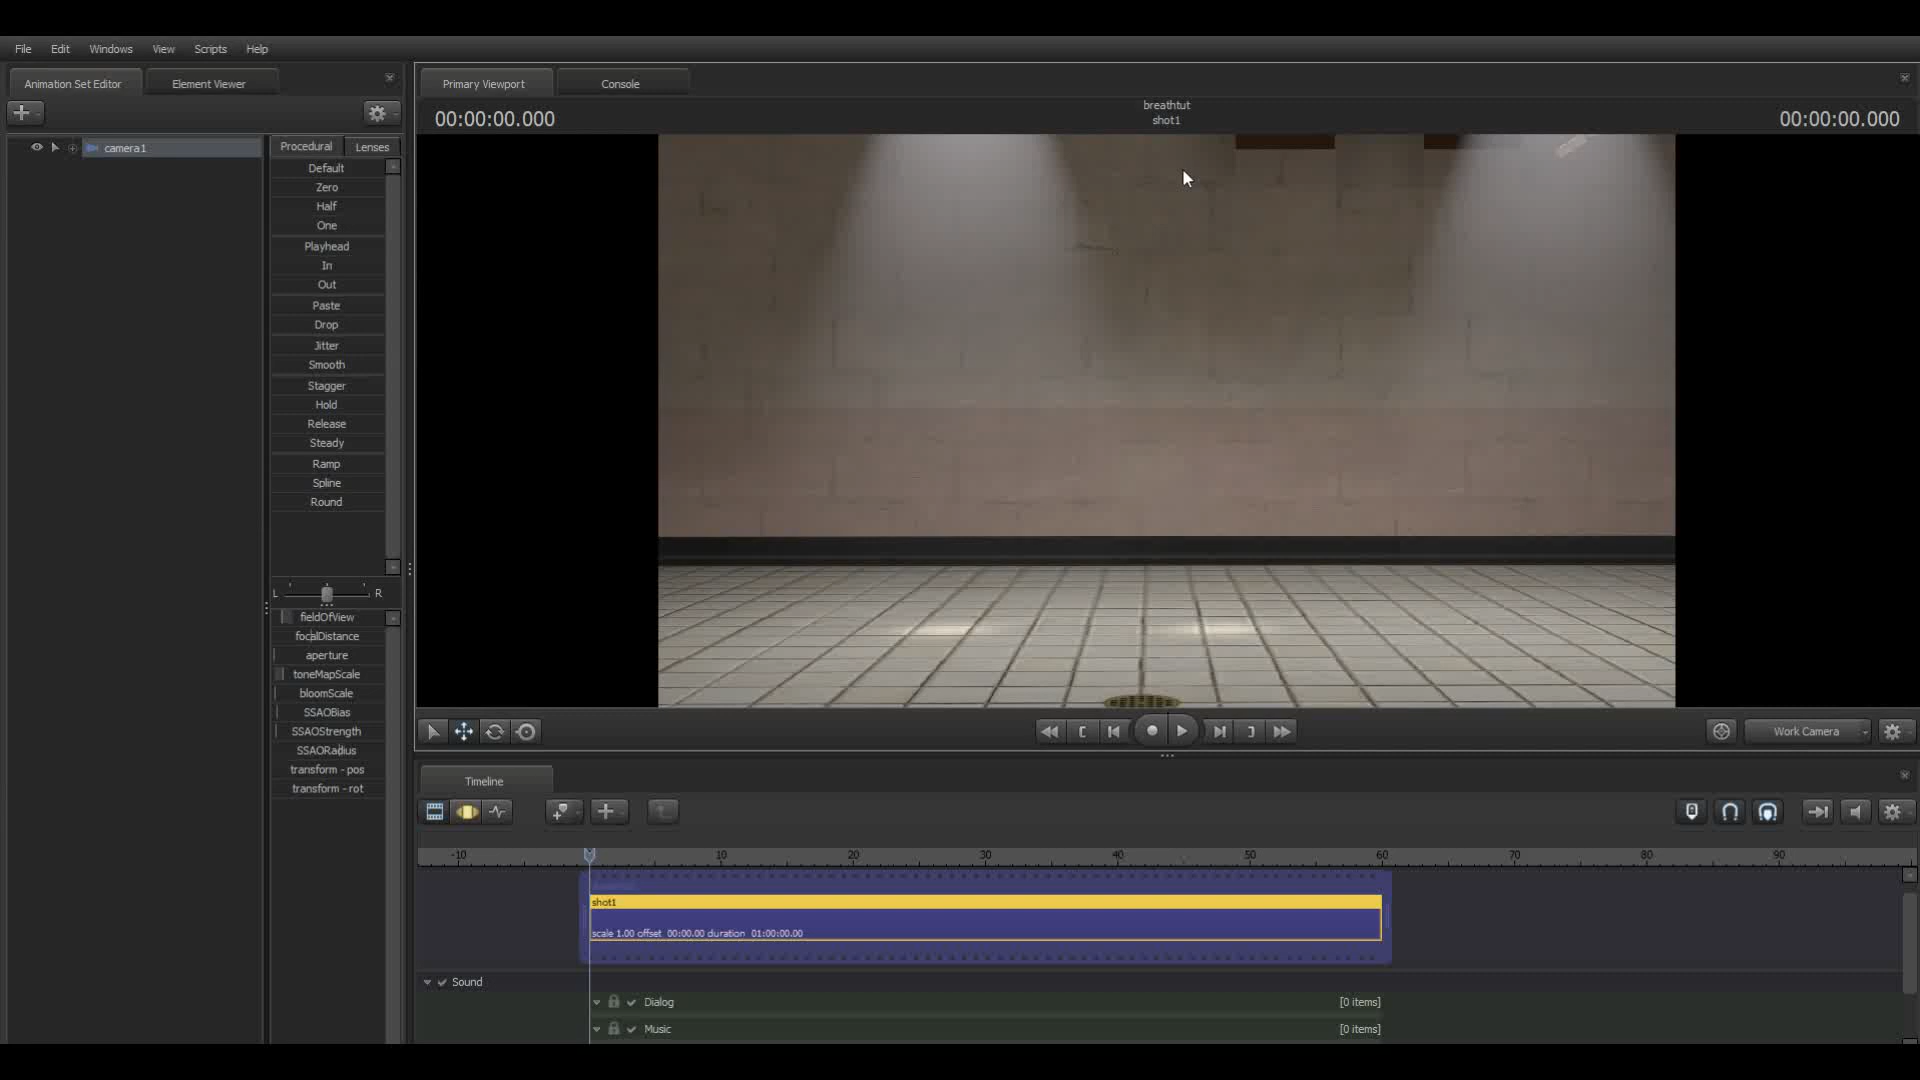 File Edit Windows View Scripts Help
Animation Set Editor Element Viewer
camera1
Procedural Lenses
Default
Zero
Half
One
Playhead
In
Out
Paste
Drop
Jitter
Smooth
Stagger
Hold
Release
Steady
Ramp
Spline
Round
L R
fieldOfView
focalDistance
aperture
toneMapScale
bloomScale
SSAOBias
SSAOStrength
SSAORadius
transform - pos
transform - rot
Primary Viewport Console
00:00:00.000
breathtut
shot1
00:00:00.000
Work Camera
Timeline
-10 10 20 30 40 50 60 70 80 90
shot1
scale 1.00 offset 00:00.00 duration 01:00:00.00
Sound
Dialog [0 items]
Music [0 items]